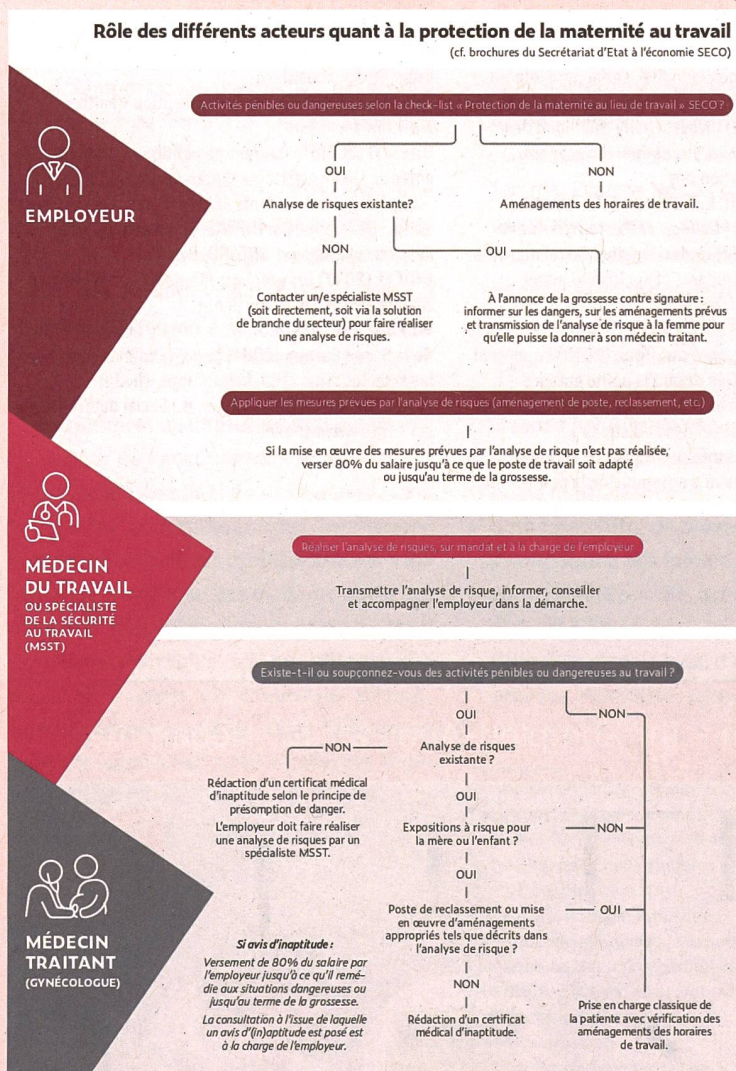 Rôle des différents acteurs quant à la protection de la maternité au travail
(cf. brochures du Secrétariat d'Etat à l'économie SECO)
EMPLOYEUR
Activités pénibles ou dangereuses selon la check-list « Protection de la maternité au lieu de travail » SECO ?
OUI
NON
Analyse de risques existante?
Aménagements des horaires de travail.
NON
OUI
Contacter un/e spécialiste MSST
(soit directement, soit via la solution
de branche du secteur) pour faire réaliser
une analyse de risques.
À l'annonce de la grossesse contre signature :
informer sur les dangers, sur les aménagements prévus
et transmission de l'analyse de risque à la femme pour
qu'elle puisse la donner à son médecin traitant.
Appliquer les mesures prévues par l'analyse de risques (aménagement de poste, reclassement, etc.)
Si la mise en œuvre des mesures prévues par l'analyse de risque n'est pas réalisée,
verser 80% du salaire jusqu'à ce que le poste de travail soit adapté
ou jusqu'au terme de la grossesse.
MÉDECIN
DU TRAVAIL
OU SPÉCIALISTE
DE LA SÉCURITÉ
AU TRAVAIL
(MSST)
Réaliser l'analyse de risques, sur mandat et à la charge de l'employeur
Transmettre l'analyse de risque, informer, conseiller
et accompagner l'employeur dans la démarche.
MÉDECIN
TRAITANT
(GYNÉCOLOGUE)
Existe-t-il ou soupçonnez-vous des activités pénibles ou dangereuses au travail ?
OUI
NON
Analyse de risques
existante ?
NON
Rédaction d'un certificat médical
d'inaptitude selon le principe de
présomption de danger.
L'employeur doit faire réaliser
une analyse de risques par un
spécialiste MSST.
OUI
Expositions à risque pour
la mère ou l'enfant ?
NON
OUI
Poste de reclassement ou mise
en œuvre d'aménagements
appropriés tels que décrits dans
l'analyse de risque ?
OUI
NON
Rédaction d'un certificat
médical d'inaptitude.
Prise en charge classique de
la patiente avec vérification des
aménagements des horaires
de travail.
Si avis d'inaptitude :
Versement de 80% du salaire par
l'employeur jusqu'à ce qu'il remé-
die aux situations dangereuses ou
jusqu'au terme de la grossesse.
La consultation à l'issue de laquelle
un avis d'(in)aptitude est posé est
à la charge de l'employeur.